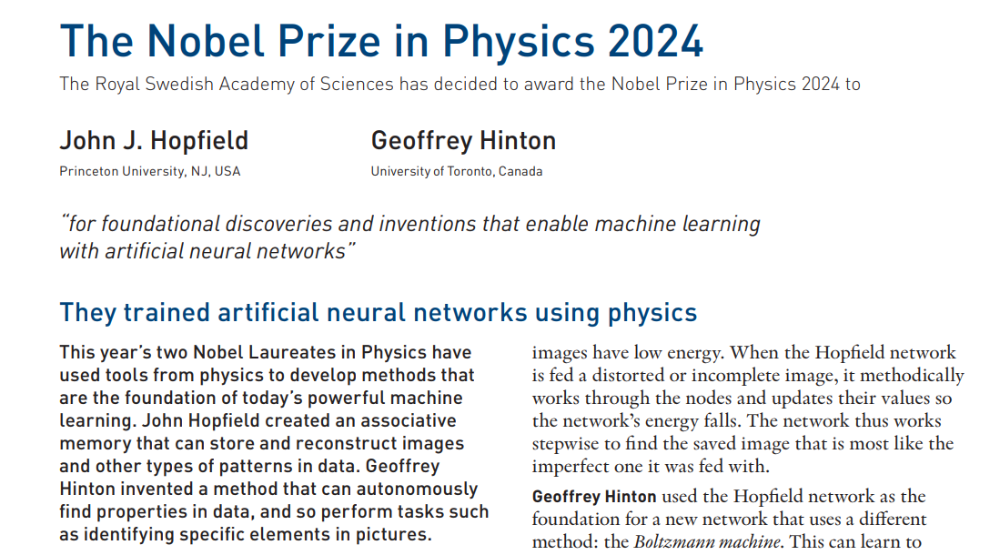 The Nobel Prize in Physics 2024
The Royal Swedish Academy of Sciences has decided to award the Nobel Prize in Physics 2024 to
John J. Hopfield
Princeton University, NJ, USA
Geoffrey Hinton
University of Toronto, Canada
“for foundational discoveries and inventions that enable machine learning
with artificial neural networks”
They trained artificial neural networks using physics
This year’s two Nobel Laureates in Physics have
used tools from physics to develop methods that
are the foundation of today’s powerful machine
learning. John Hopfield created an associative
memory that can store and reconstruct images
and other types of patterns in data. Geoffrey
Hinton invented a method that can autonomously
find properties in data, and so perform tasks such
as identifying specific elements in pictures.
images have low energy. When the Hopfield network
is fed a distorted or incomplete image, it methodically
works through the nodes and updates their values so
the network’s energy falls. The network thus works
stepwise to find the saved image that is most like the
imperfect one it was fed with.
Geoffrey Hinton used the Hopfield network as the
foundation for a new network that uses a different
method: the Boltzmann machine. This can learn to